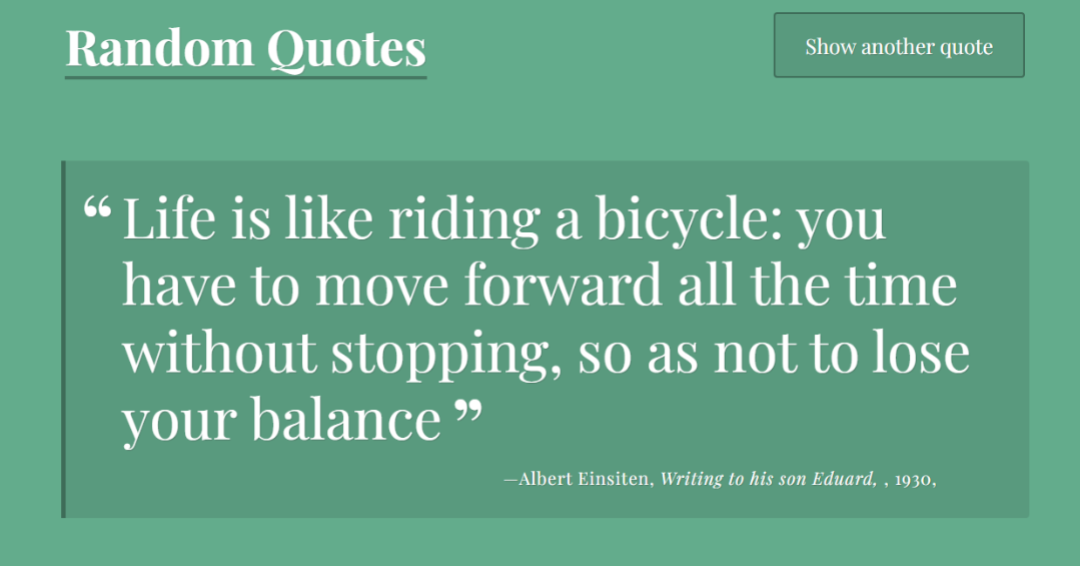 Random Quotes
Show another quote
“ Life is like riding a bicycle: you
have to move forward all the time
without stopping, so as not to lose
your balance ”
—Albert Einsiten, Writing to his son Eduard, , 1930,